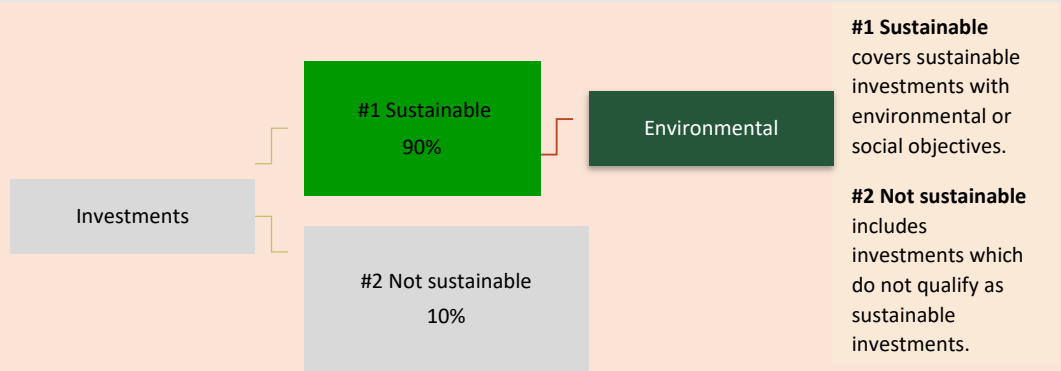 Investments
#1 Sustainable
90%
#2 Not sustainable
10%
Environmental
#1 Sustainable
covers sustainable
investments with
environmental or
social objectives.
#2 Not sustainable
includes
investments which
do not qualify as
sustainable
investments.